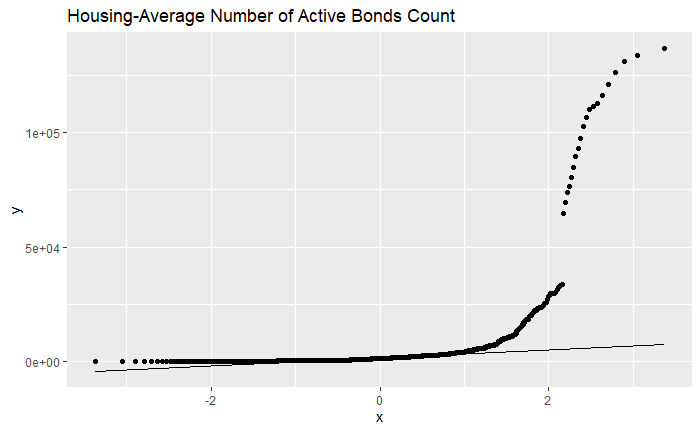 Housing-Average Number of Active Bonds Count
1e+05
5e+04
0e+00
y
-2
0
2
x